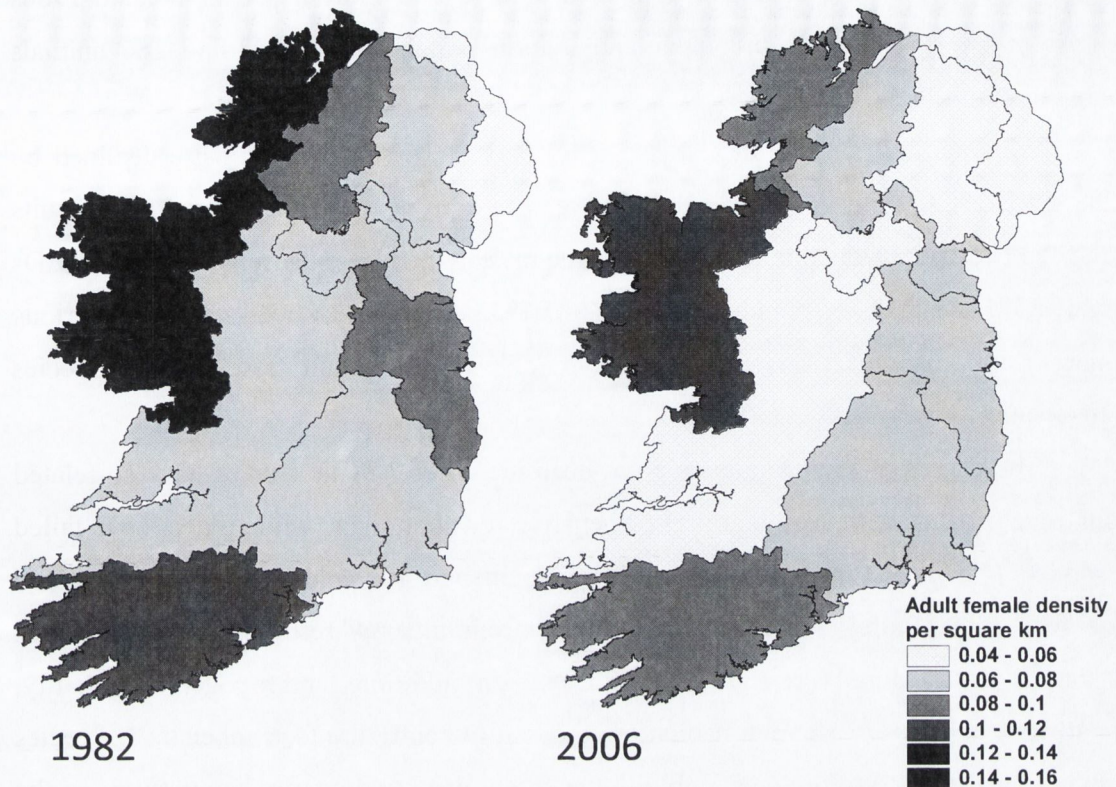 1982
2006
Adult female density
per square km
0.04 - 0.06
0.06 - 0.08
0.08 - 0.1
0.1 - 0.12
0.12 - 0.14
0.14 - 0.16